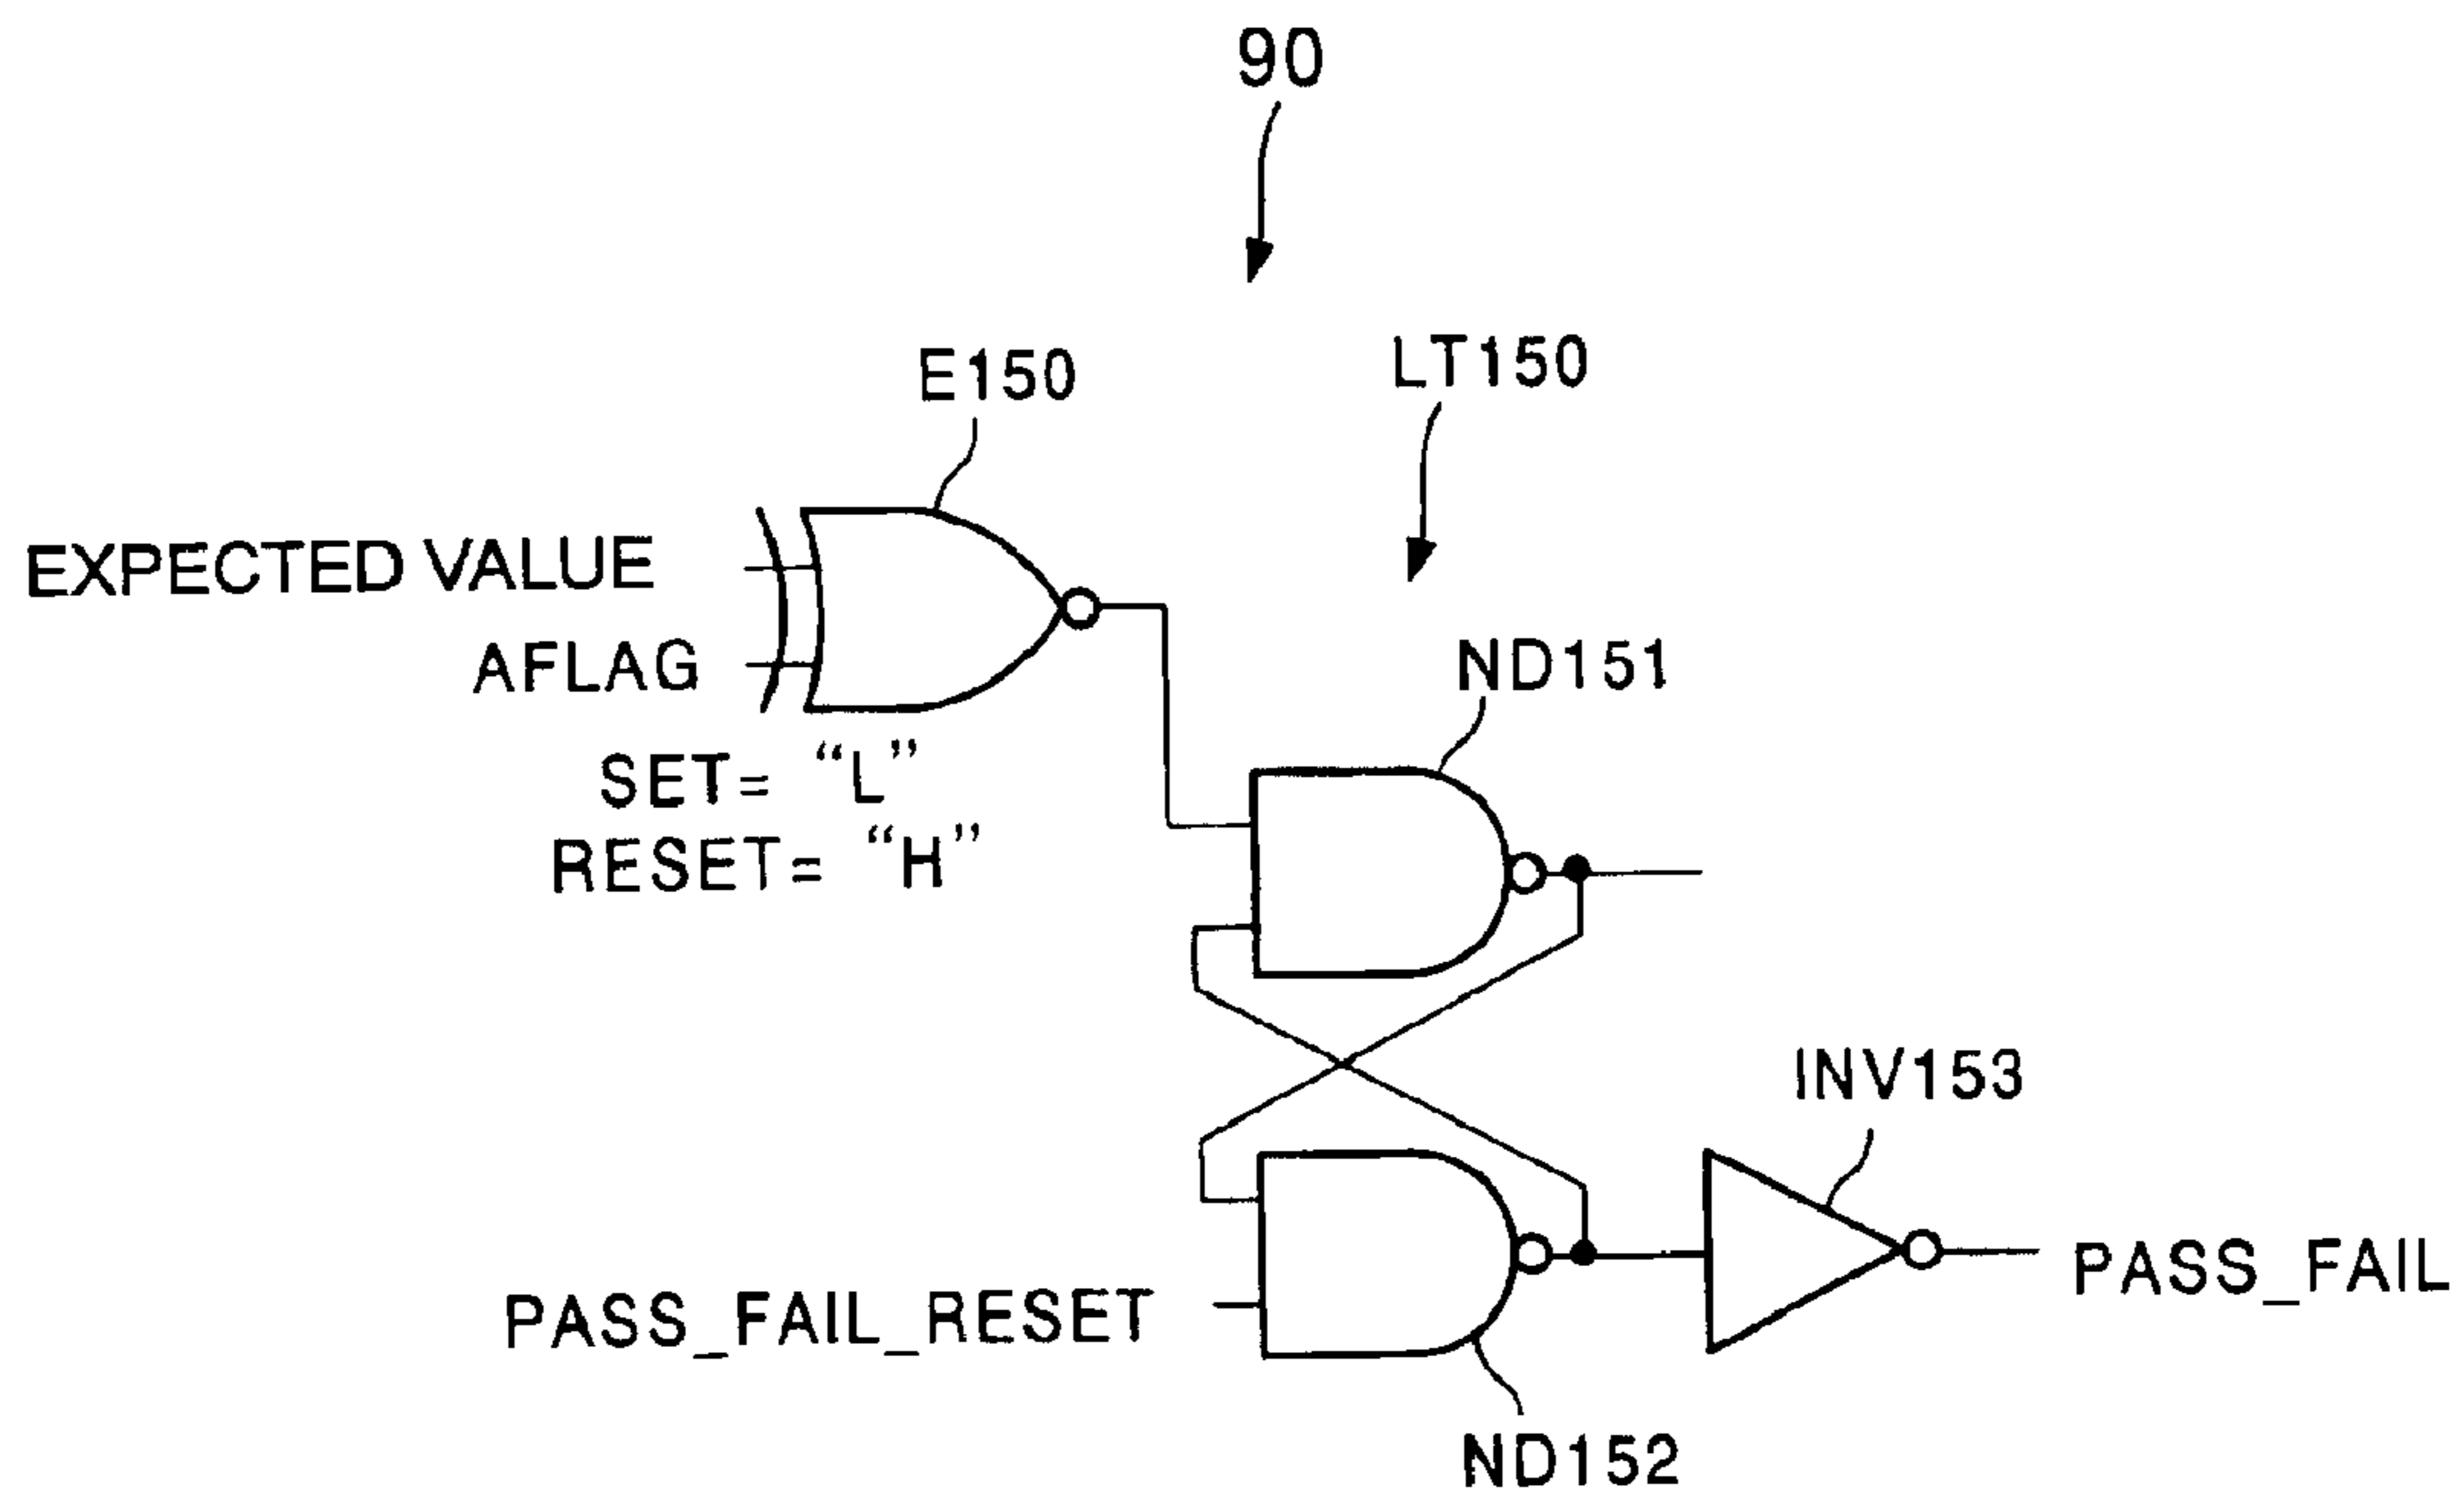 90
E150
LT150
EXPECTED VALUE
AFLAG
ND151
SET= “L”
RESET= “H”
INV153
PASS_FAIL
PASS_FAIL_RESET
ND152